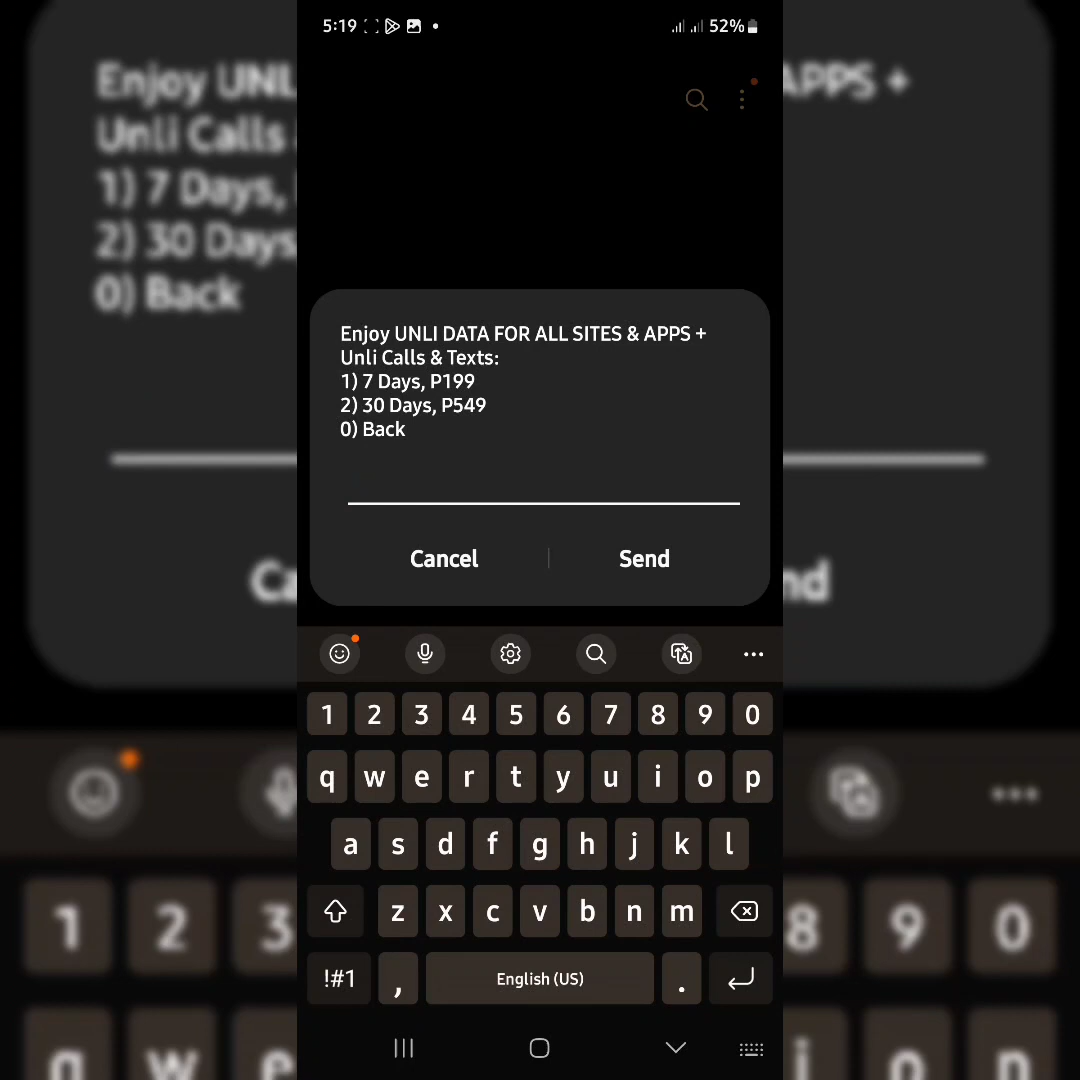 5:19 52%
Enjoy UNLI DATA FOR ALL SITES & APPS +
Unli Calls & Texts:
1) 7 Days, P199
2) 30 Days, P549
0) Back
Cancel Send
1 2 3 4 5 6 7 8 9 0
q w e r t y u i o p
a s d f g h j k l
z x c v b n m
!#1 , English (US) .